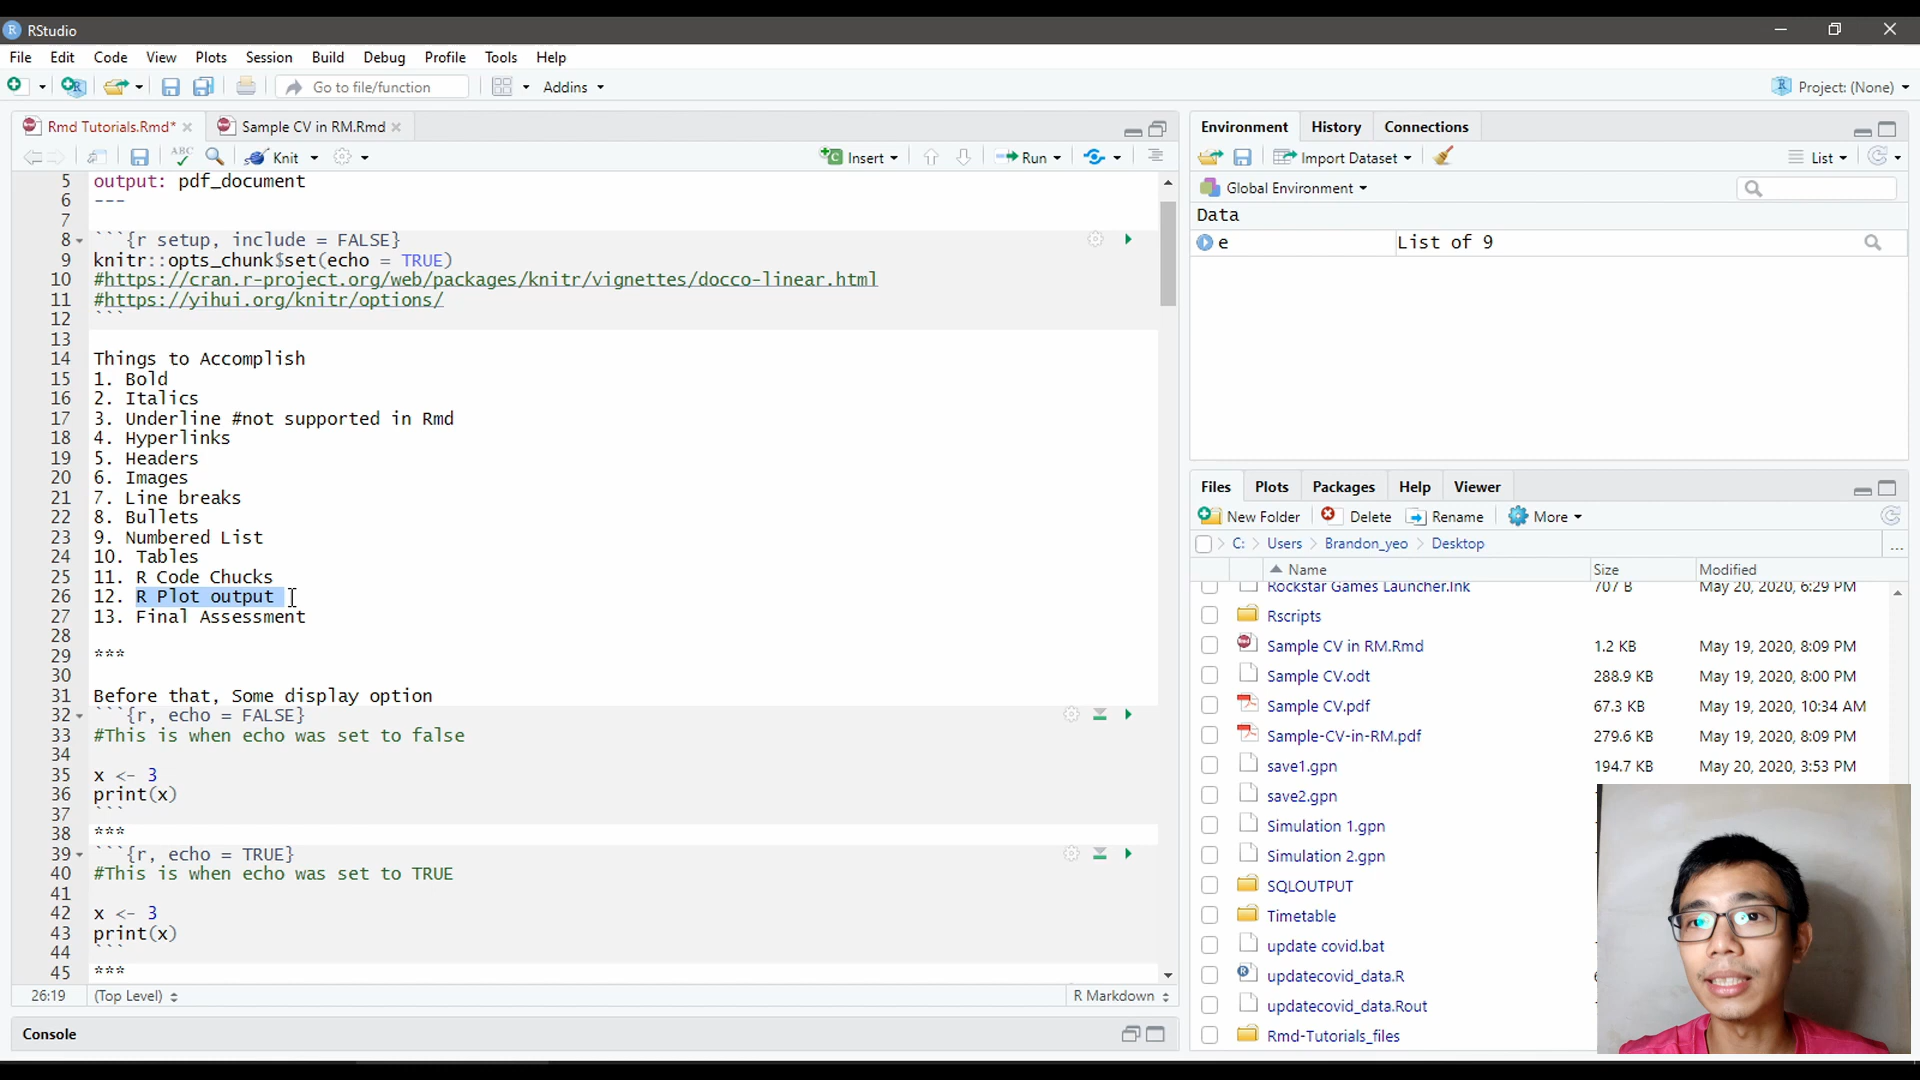 RStudio
File Edit Code View Plots Session Build Debug Profile Tools Help
Go to file/function Addins Project: (None)
Rmd Tutorials.Rmd* Sample CV in RM.Rmd
ABC Knit Insert Run
5 output: pdf_document
6 ---
7
8 ```{r setup, include = FALSE}
9 knitr::opts_chunk$set(echo = TRUE)
10 #https://cran.r-project.org/web/packages/knitr/vignettes/docco-linear.html
11 #https://yihui.org/knitr/options/
12 ```
13
14 Things to Accomplish
15 1. Bold
16 2. Italics
17 3. Underline #not supported in Rmd
18 4. Hyperlinks
19 5. Headers
20 6. Images
21 7. Line breaks
22 8. Bullets
23 9. Numbered List
24 10. Tables
25 11. R Code Chucks
26 12. R Plot output
27 13. Final Assessment
28
29 ***
30
31 Before that, Some display option
32 ```{r, echo = FALSE}
33 #This is when echo was set to false
34
35 x <- 3
36 print(x)
37 ```
38 ***
39 ```{r, echo = TRUE}
40 #This is when echo was set to TRUE
41
42 x <- 3
43 print(x)
44 ```
45 ***
26:19 (Top Level) R Markdown
Console
Environment History Connections
Import Dataset List
Global Environment
Data
e List of 9
Files Plots Packages Help Viewer
New Folder Delete Rename More
C: Users Brandon_yeo Desktop ...
Name Size Modified
Rockstar Games Launcher.lnk 707 B May 20, 2020, 6:29 PM
Rscripts
Sample CV in RM.Rmd 1.2 KB May 19, 2020, 8:09 PM
Sample CV.odt 288.9 KB May 19, 2020, 8:00 PM
Sample CV.pdf 67.3 KB May 19, 2020, 10:34 AM
Sample-CV-in-RM.pdf 279.6 KB May 19, 2020, 8:09 PM
save1.gpn 194.7 KB May 20, 2020, 3:53 PM
save2.gpn
Simulation 1.gpn
Simulation 2.gpn
SQLOUTPUT
Timetable
update covid.bat
updatecovid_data.R
updatecovid_data.Rout
Rmd-Tutorials_files